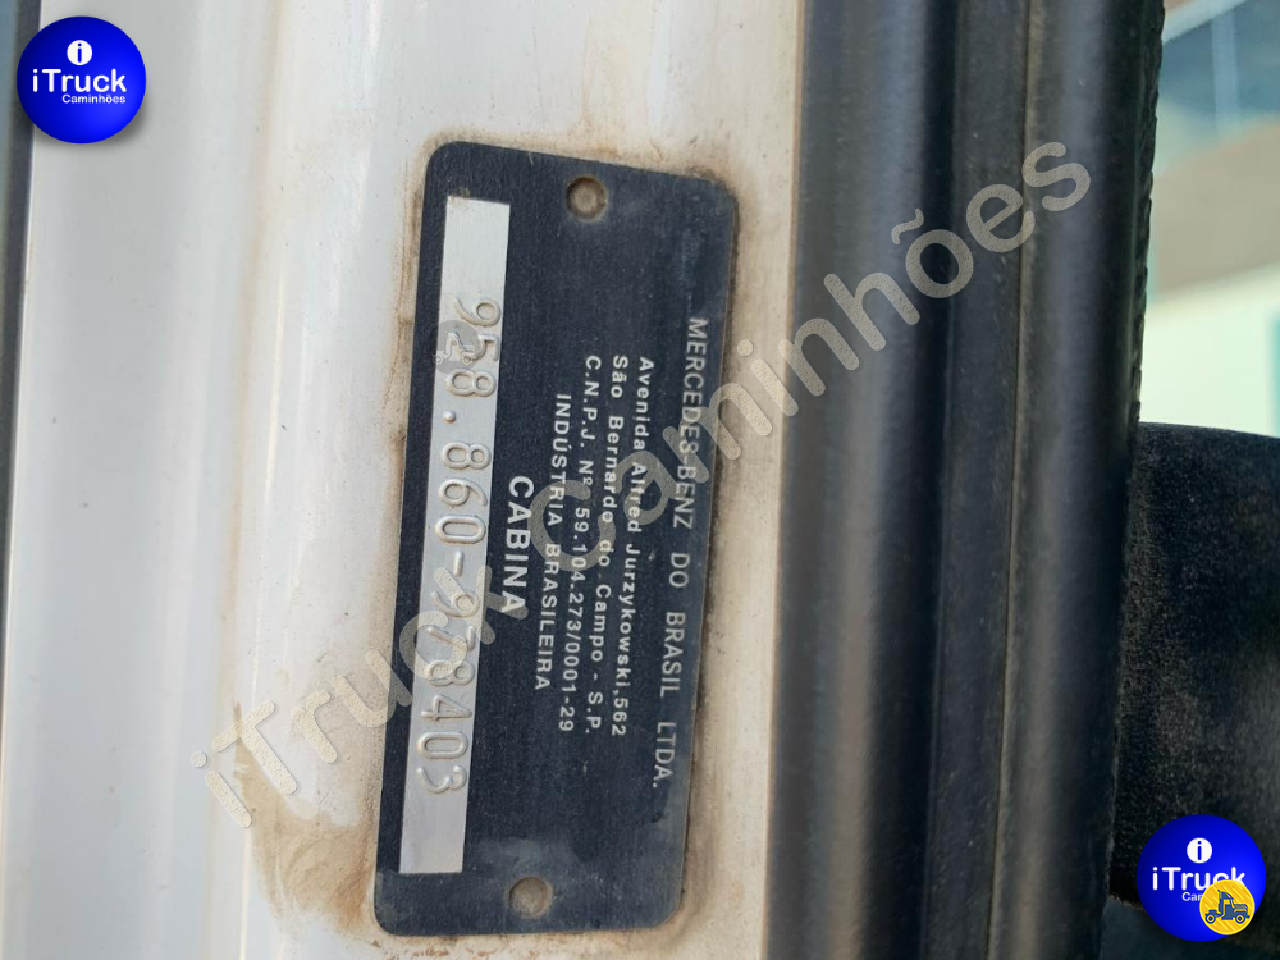 i
iTruck
Caminhões
MERCEDES-BENZ DO BRASIL LTDA.
Avenida Alfred Jurzykowski,562
São Bernardo do Campo - S.P.
C.N.P.J. Nº 59.104.273/0001-29
INDÚSTRIA BRASILEIRA
CABINA
958.860-978403
iTruck Caminhões
i
iTruck